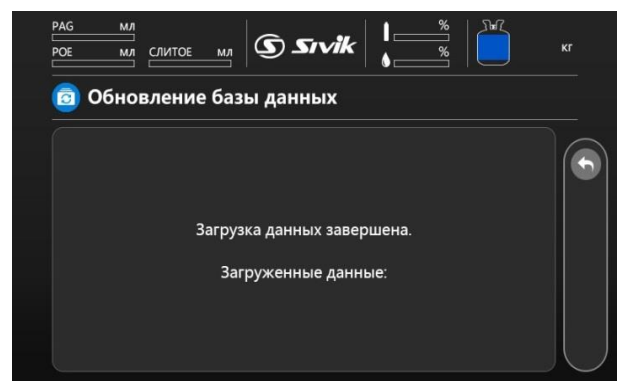 PAG мл
POE мл СЛИТОЕ мл
Sivik
%
%
кг
Обновление базы данных
Загрузка данных завершена.
Загруженные данные: